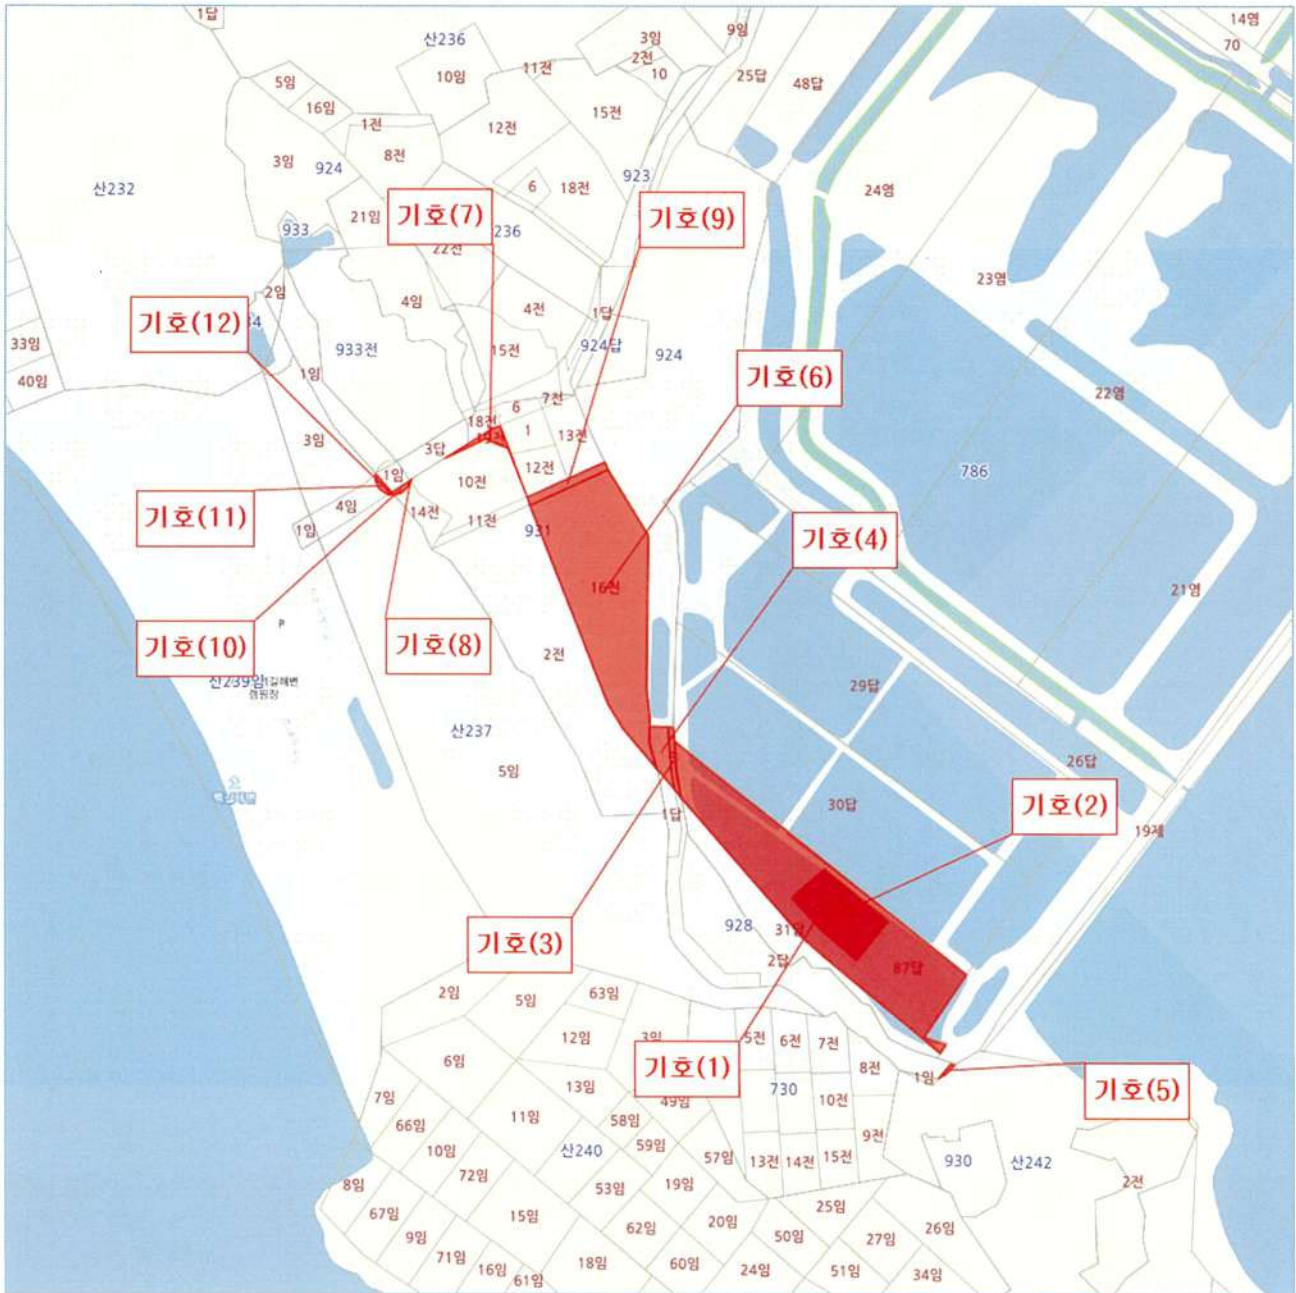 1답
산236
3임
9임
14영
70
2전
10
25답
48답
5임
10임
11전
16임
15전
1전
12전
3임
924
8전
923
산232
6
18전
24영
21임
기호(7)
기호(9)
933
236
22전
2임
23영
4임
4전
1답
기호(12)
33임
933전
15전
924답
924
40임
1임
기호(6)
22영
7전
6
18전
1
3임
3답
13전
1임
12전
10전
786
기호(11)
4임
14전
11전
931
1임
기호(4)
16전
21영
P
기호(10)
기호(8)
2전
29답
산237
5임
26답
30답
기호(2)
1답
19제
928
31답
기호(3)
2답
87답
2임
5임
63임
12임
3임
5전
6전
7전
6임
기호(1)
8전
1임
기호(5)
13임
730
7임
49임
10전
11임
66임
58임
9전
10임
59임
산240
57임
13전
14전
15전
930
산242
72임
2전
8임
53임
19임
67임
15임
25임
9임
62임
20임
50임
27임
26임
71임
16임
61임
18임
60임
24임
51임
34임